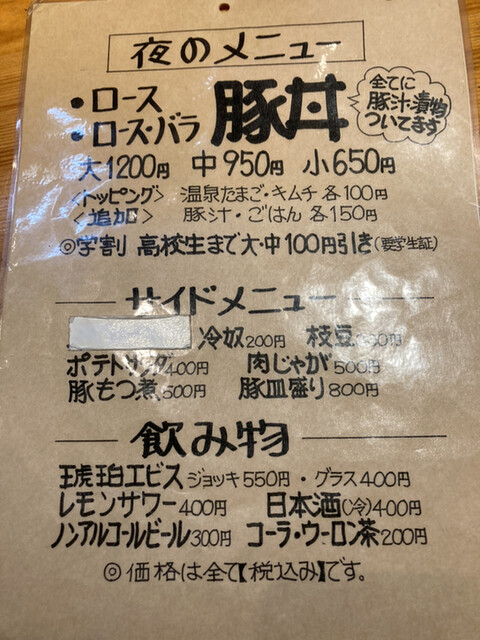 夜のメニュー
・ロース
・ロース・バラ
豚丼
全てに
豚汁・漬物
ついてます
大1200円 中950円 小650円
〈トッピング〉 温泉たまご・キムチ 各100円
〈追加〉 豚汁・ごはん 各150円
◎学割 高校生まで大・中100円引き(要学生証)
サイドメニュー
冷奴200円 枝豆
ポテトサラダ400円 肉じゃが500円
豚もつ煮500円 豚皿盛り800円
飲み物
琥珀エビス ジョッキ550円・グラス400円
レモンサワー400円 日本酒(冷)400円
ノンアルコールビール300円 コーラ・ウーロン茶200円
◎価格は全て【税込み】です。